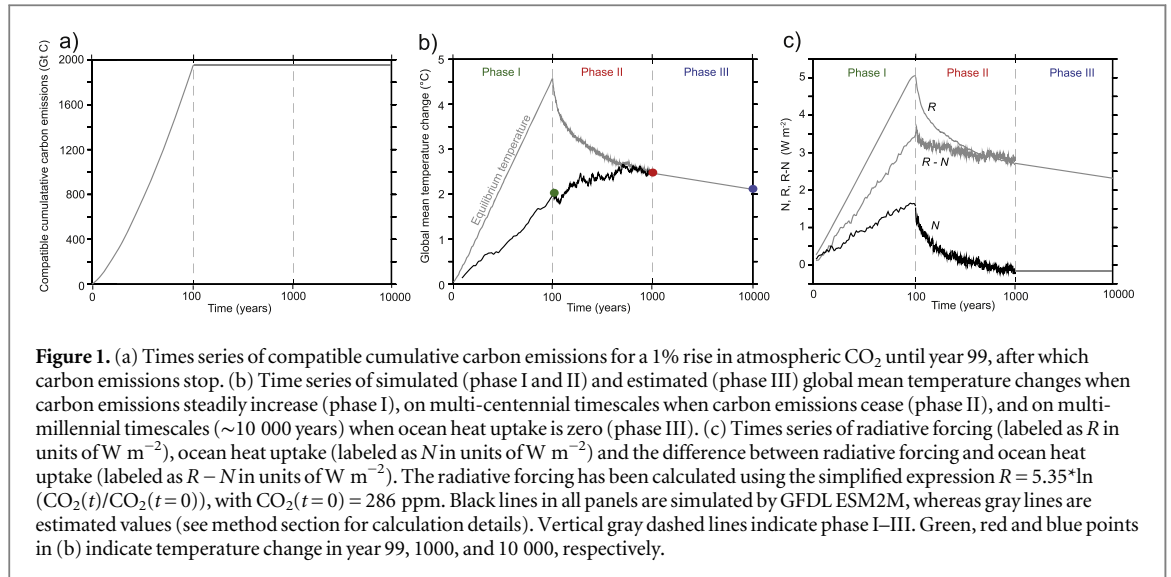 a)
Compatible cumulative carbon emissions (Gt C)
2000
1600
1200
800
400
0
0
100
1000
10000
Time (years)
b)
Phase I
Phase II
Phase III
Global mean temperature change (°C)
5
4
3
2
1
0
Equilibrium temperature
0
100
1000
10000
Time (years)
c)
Phase I
Phase II
Phase III
N, R, R-N (W m-2)
5
4
3
2
1
0
R
R - N
N
0
100
1000
10000
Time (years)
Figure 1. (a) Times series of compatible cumulative carbon emissions for a 1% rise in atmospheric CO₂ until year 99, after which
carbon emissions stop. (b) Time series of simulated (phase I and II) and estimated (phase III) global mean temperature changes when
carbon emissions steadily increase (phase I), on multi-centennial timescales when carbon emissions cease (phase II), and on multi-
millennial timescales (~10 000 years) when ocean heat uptake is zero (phase III). (c) Times series of radiative forcing (labeled as R in
units of W m⁻²), ocean heat uptake (labeled as N in units of W m⁻²) and the difference between radiative forcing and ocean heat
uptake (labeled as R − N in units of W m⁻²). The radiative forcing has been calculated using the simplified expression R = 5.35*ln
(CO₂(t)/CO₂(t = 0)), with CO₂(t = 0) = 286 ppm. Black lines in all panels are simulated by GFDL ESM2M, whereas gray lines are
estimated values (see method section for calculation details). Vertical gray dashed lines indicate phase I–III. Green, red and blue points
in (b) indicate temperature change in year 99, 1000, and 10 000, respectively.